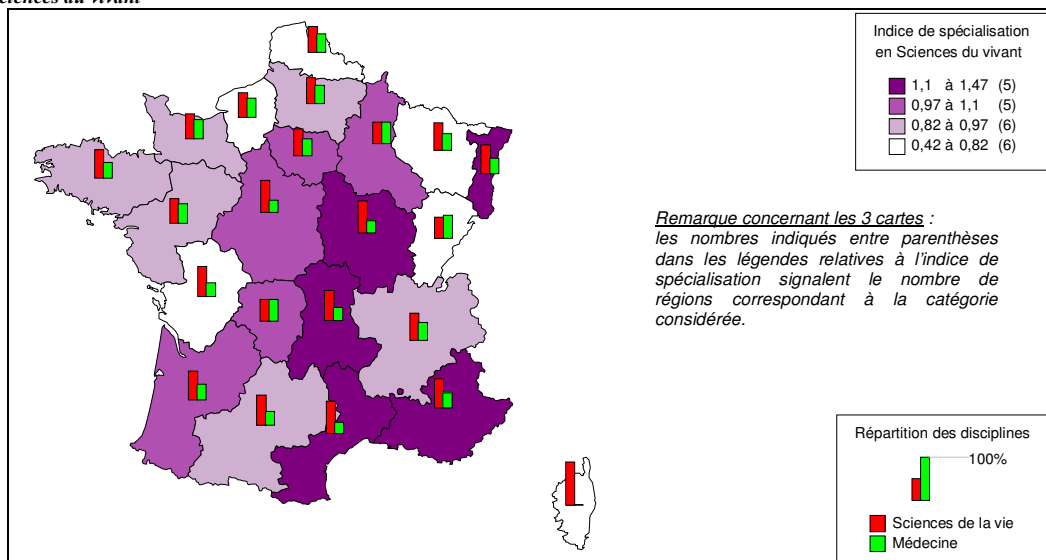 Sciences du vivant
Indice de spécialisation
en Sciences du vivant
1,1 à 1,47 (5)
0,97 à 1,1 (5)
0,82 à 0,97 (6)
0,42 à 0,82 (6)
Remarque concernant les 3 cartes :
les nombres indiqués entre parenthèses
dans les légendes relatives à l'indice de
spécialisation signalent le nombre de
régions correspondant à la catégorie
considérée.
Répartition des disciplines
100%
Sciences de la vie
Médecine